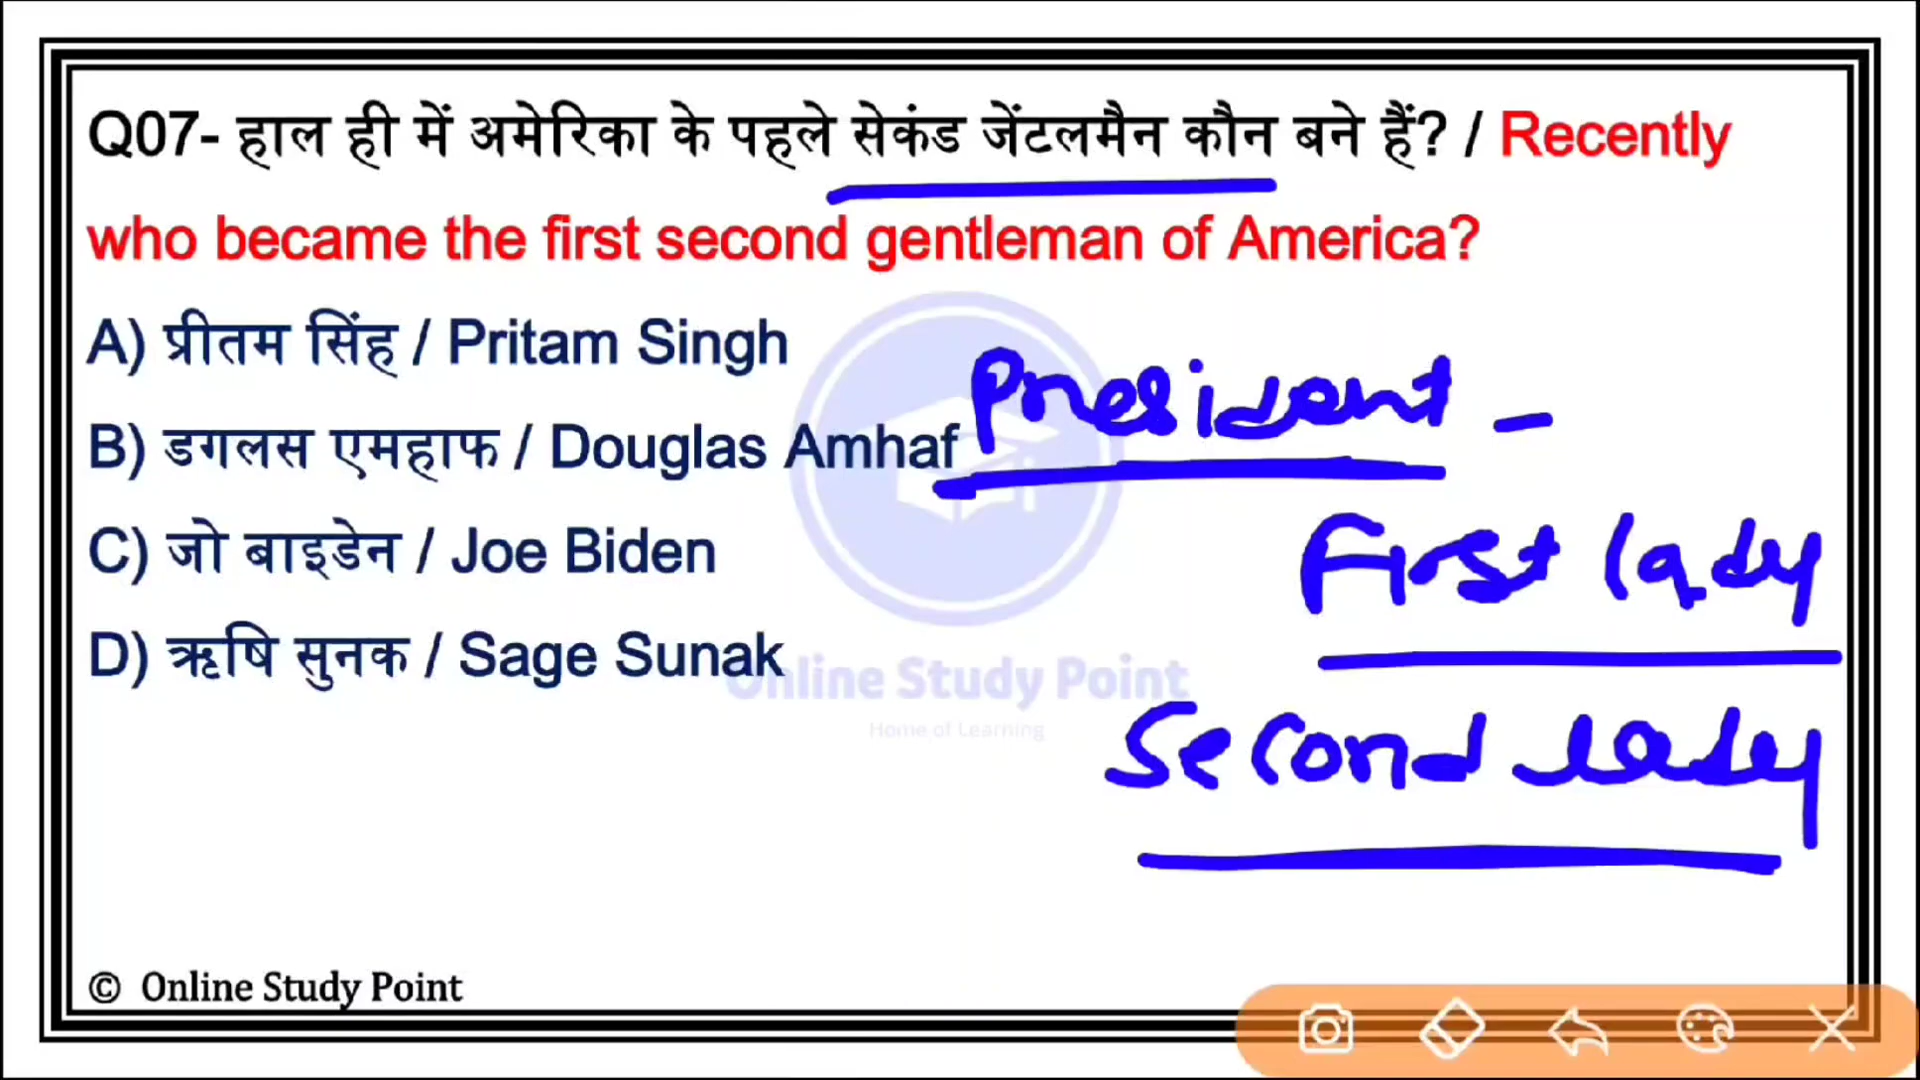 Q07- हाल ही में अमेरिका के पहले सेकंड जेंटलमैन कौन बने हैं? / Recently
who became the first second gentleman of America?
A) प्रीतम सिंह / Pritam Singh
B) डगलस एमहाफ / Douglas Amhaf
President -
First lady
C) जो बाइडेन / Joe Biden
D) ऋषि सुनक / Sage Sunak
Online Study Point
Home of Learning
Second lady
© Online Study Point